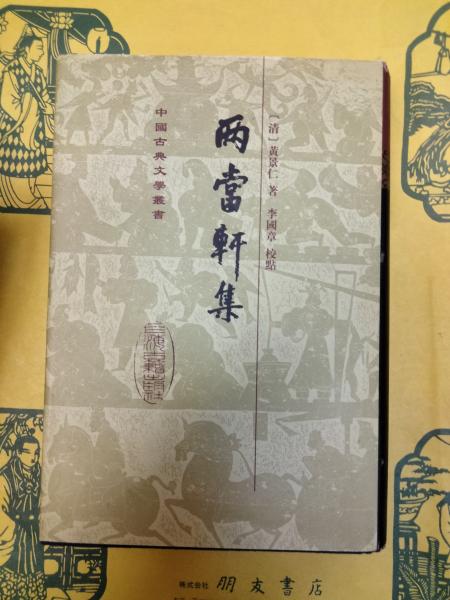 〔清〕黃景仁 著 李國章 校點
两當軒集
中國古典文學叢書
上海古籍出版社
株式会社 朋友書店